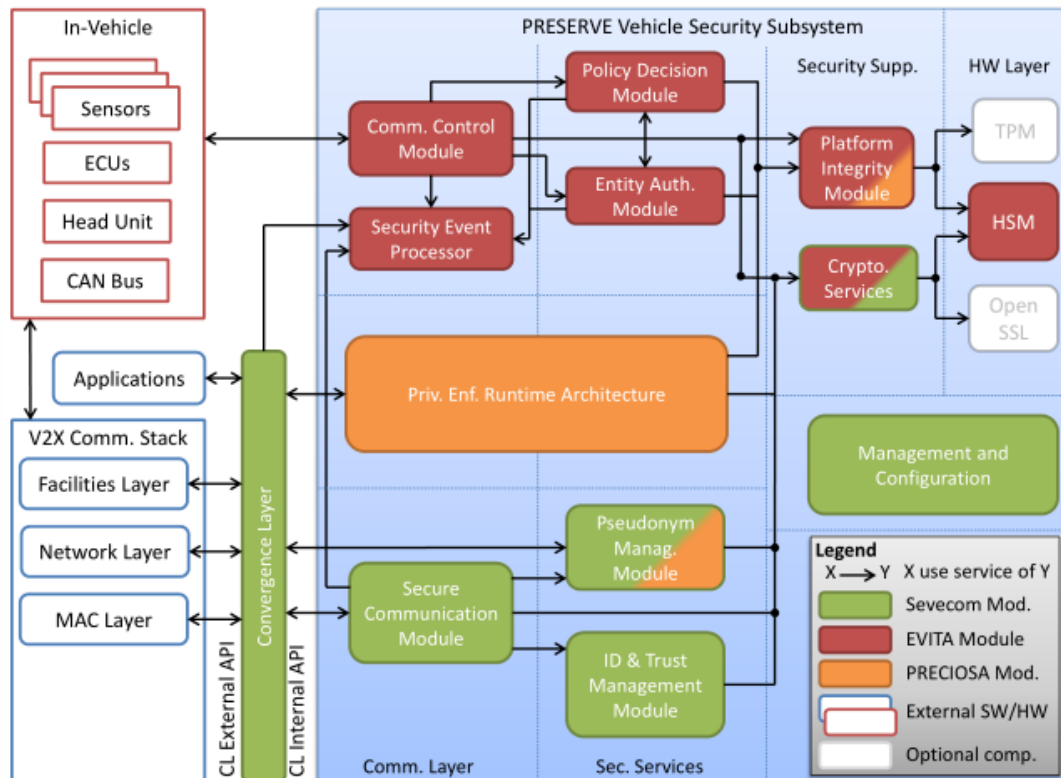 In-Vehicle
Sensors
ECUs
Head Unit
CAN Bus
Applications
V2X Comm. Stack
Facilities Layer
Network Layer
MAC Layer
CL External API
Convergence Layer
CL Internal API
PRESERVE Vehicle Security Subsystem
Comm. Control
Module
Security Event
Processor
Policy Decision
Module
Entity Auth.
Module
Security Supp.
Platform
Integrity
Module
Crypto.
Services
HW Layer
TPM
HSM
Open
SSL
Priv. Enf. Runtime Architecture
Management and
Configuration
Pseudonym
Manag.
Module
Secure
Communication
Module
ID & Trust
Management
Module
Comm. Layer
Sec. Services
Legend
X Y X use service of Y
Sevecom Mod.
EVITA Module
PRECIOSA Mod.
External SW/HW
Optional comp.